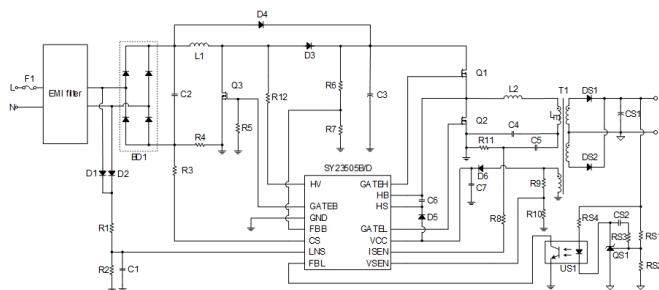 D4
L1
D3
F1
L
N
EMI filter
BD1
C2
Q3
R12
R6
C3
Q1
L2
T1
DS1
Lm
CS1
Q2
C4
R4
R5
R7
R11
C5
DS2
R3
SY23505B/D
D1
D2
HV
GATEB
GND
FBB
CS
LNS
FBL
GATEH
HB
HS
GATEL
VCC
ISEN
VSEN
C6
D5
C7
D6
R9
R8
R10
R1
R2
C1
RS4
CS2
RS3
QS1
RS1
RS2
US1